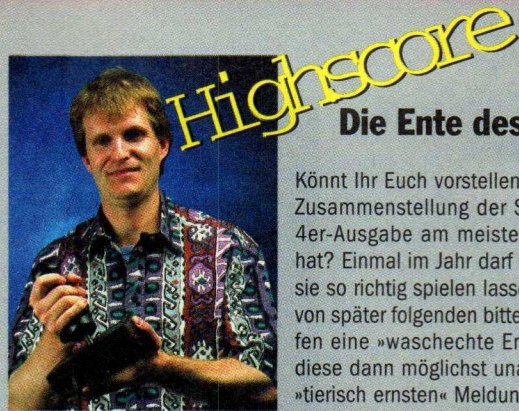 Highscore
Die Ente des
Könnt Ihr Euch vorstellen
Zusammenstellung der S
4er-Ausgabe am meiste
hat? Einmal im Jahr darf
sie so richtig spielen lass
von später folgenden bitte
fen eine »waschechte En
diese dann möglichst una
»tierisch ernsten« Meldun